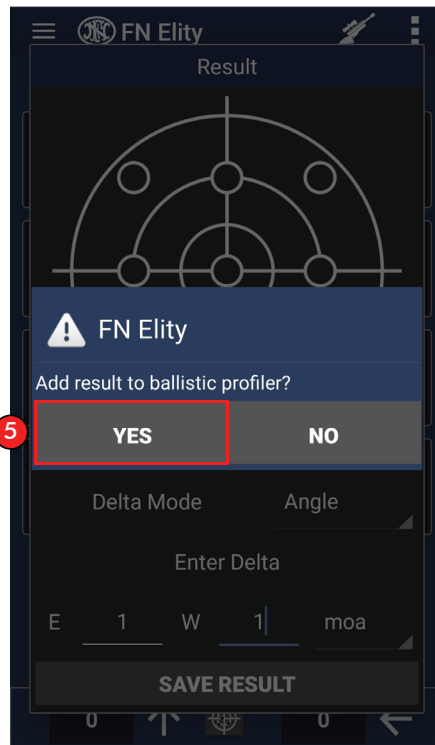 FN Elity
Result
FN Elity
Add result to ballistic profiler?
5
YES NO
Delta Mode Angle
Enter Delta
E 1 W 1 moa
SAVE RESULT
0 0